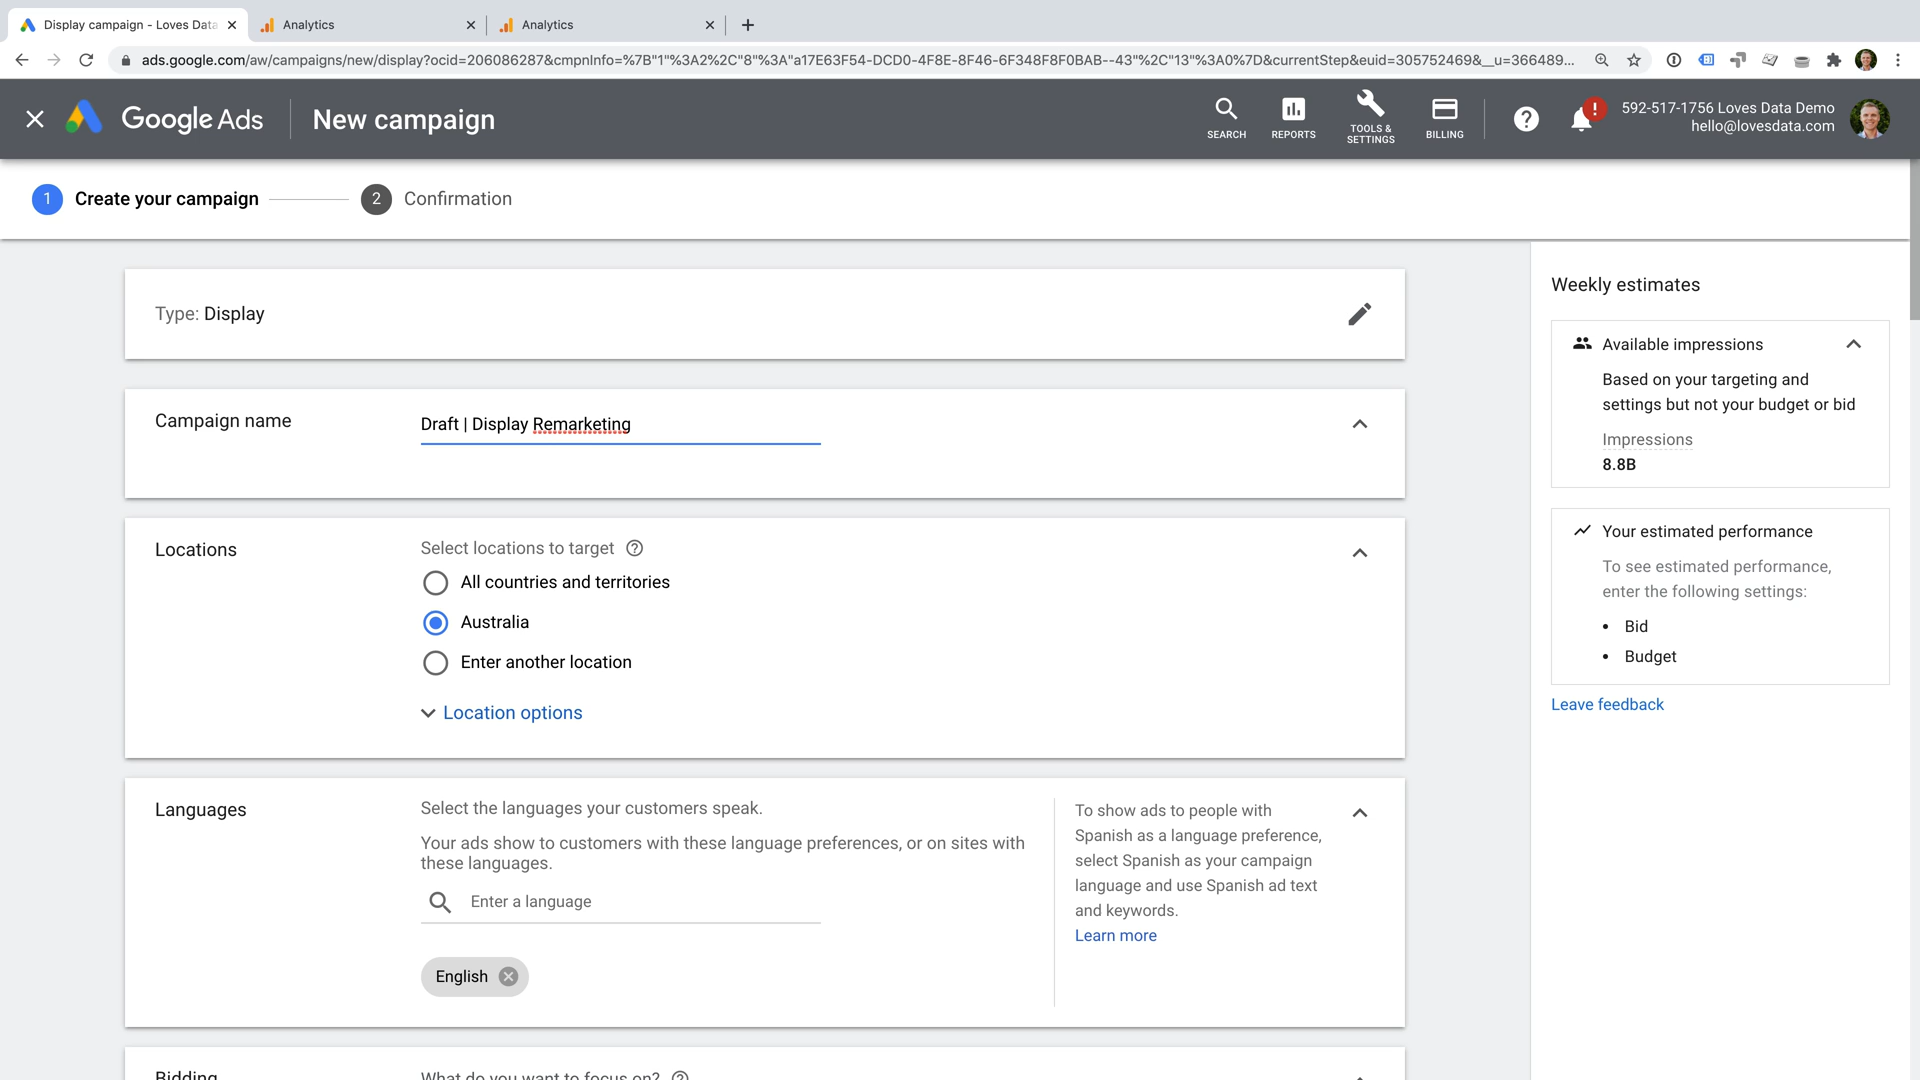 Display campaign - Loves Data
Analytics
Analytics
ads.google.com/aw/campaigns/new/display?ocid=206086287&cmpnInfo=%7B"1"%3A2%2C"8"%3A"a17E63F54-DCD0-4F8E-8F46-6F348F8F0BAB--43"%2C"13"%3A0%7D&currentStep&euid=305752469&__u=366489...
Google Ads
New campaign
SEARCH
REPORTS
TOOLS &
SETTINGS
BILLING
592-517-1756 Loves Data Demo
hello@lovesdata.com
1 Create your campaign
2 Confirmation
Type: Display
Campaign name
Draft | Display Remarketing
Locations
Select locations to target
All countries and territories
Australia
Enter another location
Location options
Languages
Select the languages your customers speak.
Your ads show to customers with these language preferences, or on sites with
these languages.
Enter a language
English
To show ads to people with
Spanish as a language preference,
select Spanish as your campaign
language and use Spanish ad text
and keywords.
Learn more
Bidding
What do you want to focus on?
Weekly estimates
Available impressions
Based on your targeting and
settings but not your budget or bid
Impressions
8.8B
Your estimated performance
To see estimated performance,
enter the following settings:
• Bid
• Budget
Leave feedback